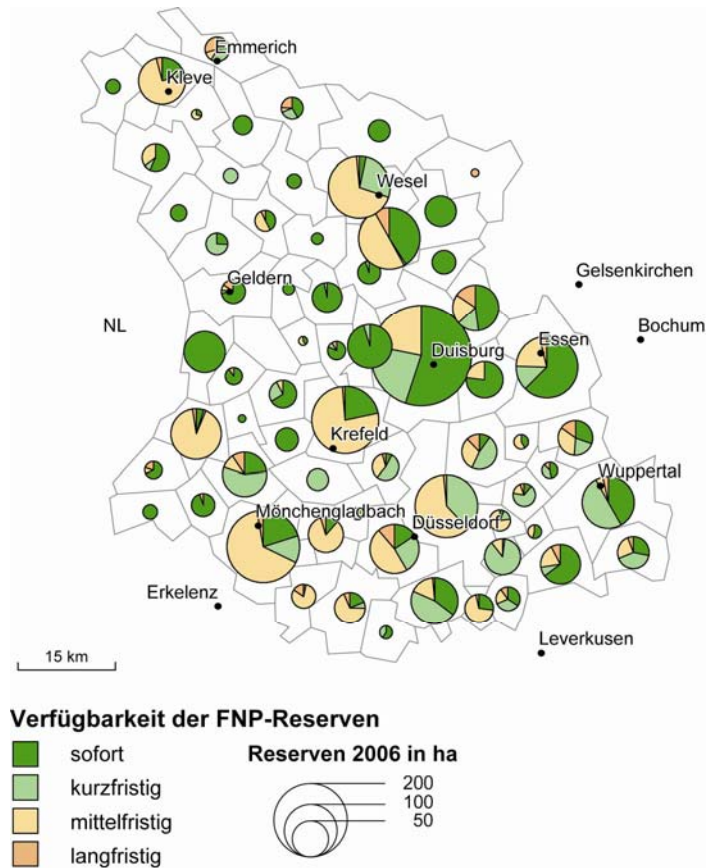 Emmerich
Kleve
Wesel
Geldern
Gelsenkirchen
NL
Bochum
Essen
Duisburg
Krefeld
Wuppertal
Mönchengladbach
Düsseldorf
Erkelenz
Leverkusen
15 km
Verfügbarkeit der FNP-Reserven
sofort
kurzfristig
mittelfristig
langfristig
Reserven 2006 in ha
200
100
50